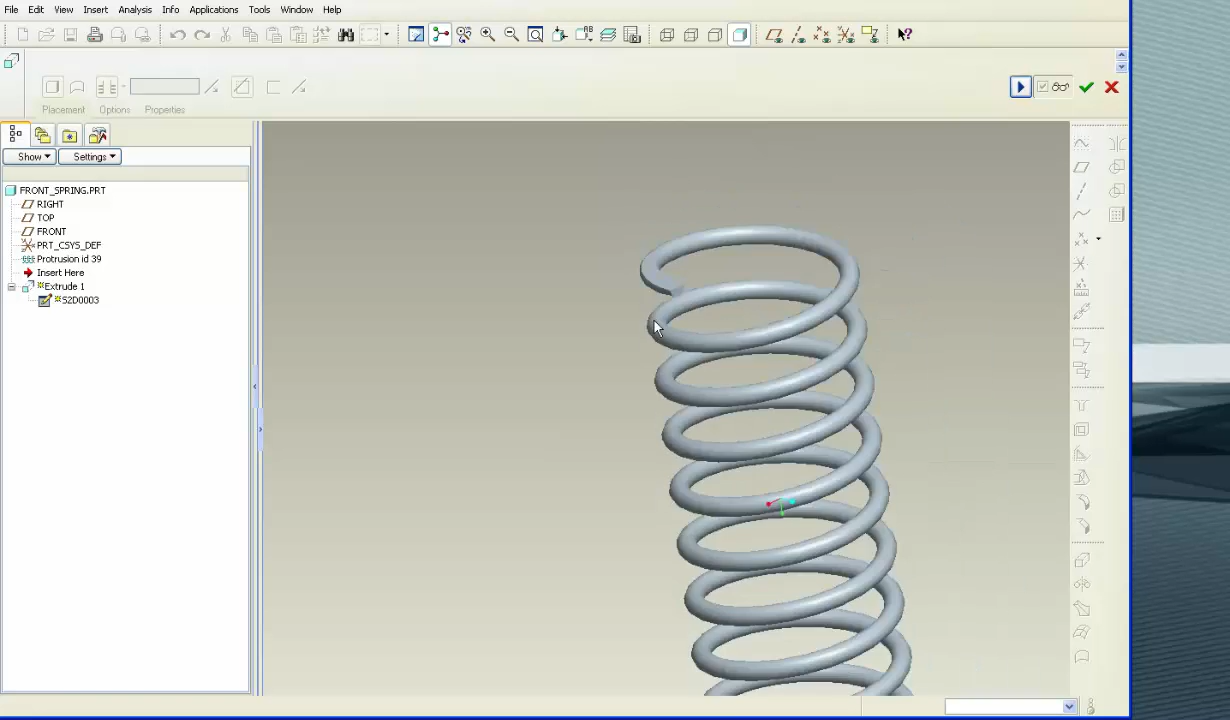 File Edit View Insert Analysis Info Applications Tools Window Help
Placement Options Properties
Show Settings
FRONT_SPRING.PRT
RIGHT
TOP
FRONT
PRT_CSYS_DEF
Protrusion id 39
Insert Here
*Extrude 1
*S2D0003